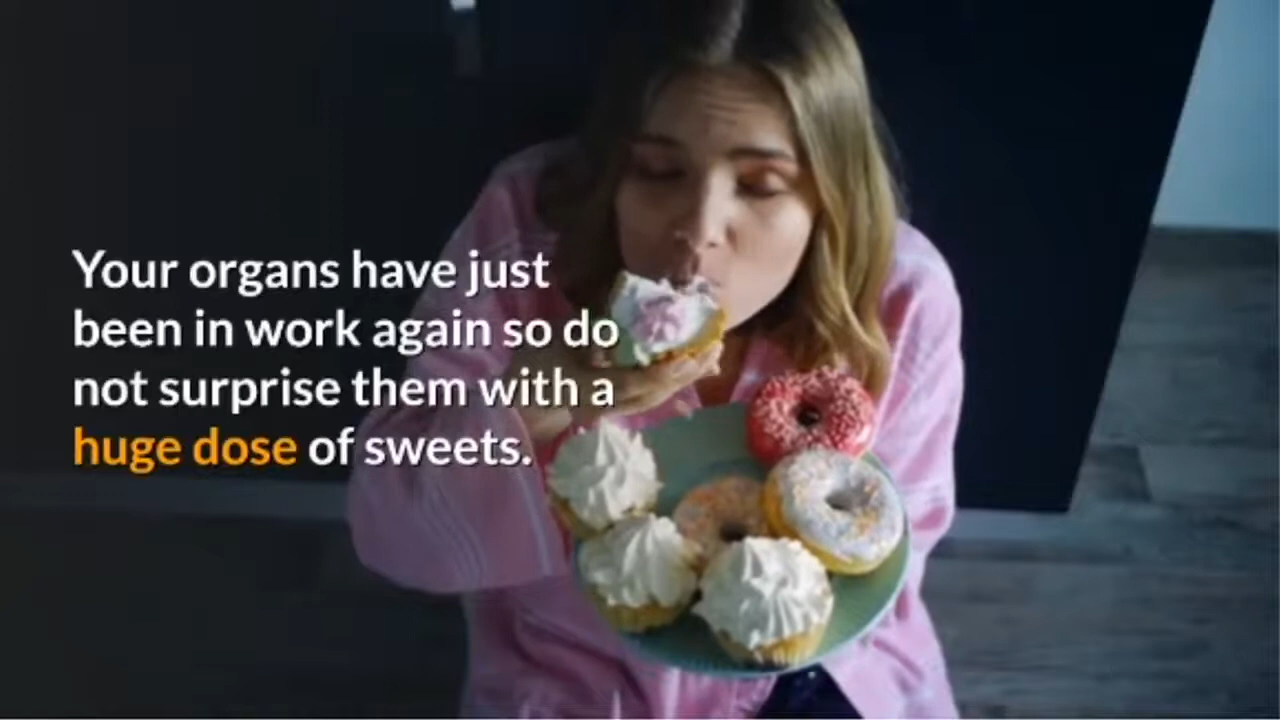 Your organs have just
been in work again so do
not surprise them with a
huge dose of sweets.